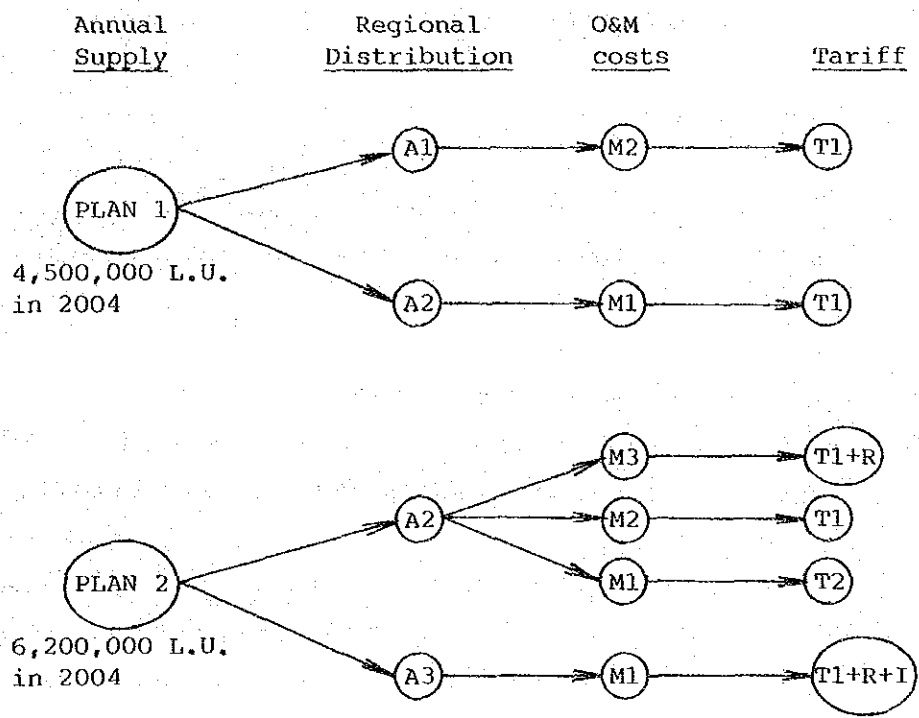 Annual Supply
Regional Distribution
O&M costs
Tariff
PLAN 1
4,500,000 L.U.
in 2004
A1
M2
T1
A2
M1
T1
PLAN 2
6,200,000 L.U.
in 2004
A2
M3
T1+R
M2
T1
M1
T2
A3
M1
T1+R+I